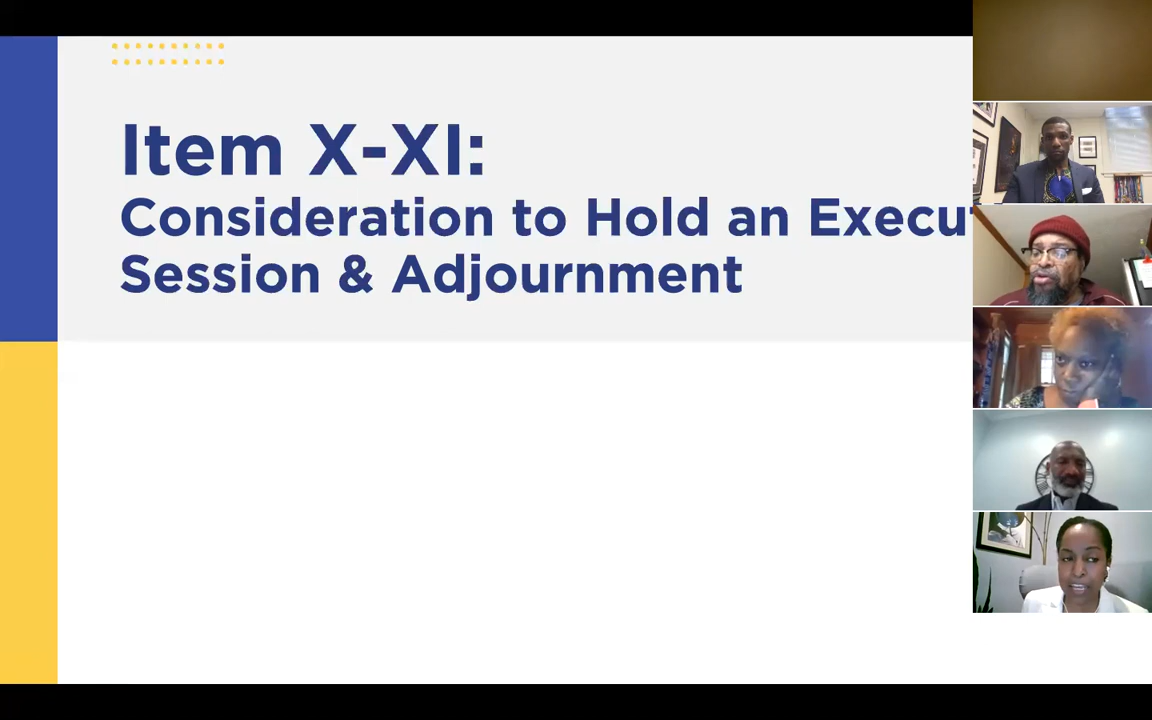 Item X-XI:
Consideration to Hold an Execu
Session & Adjournment